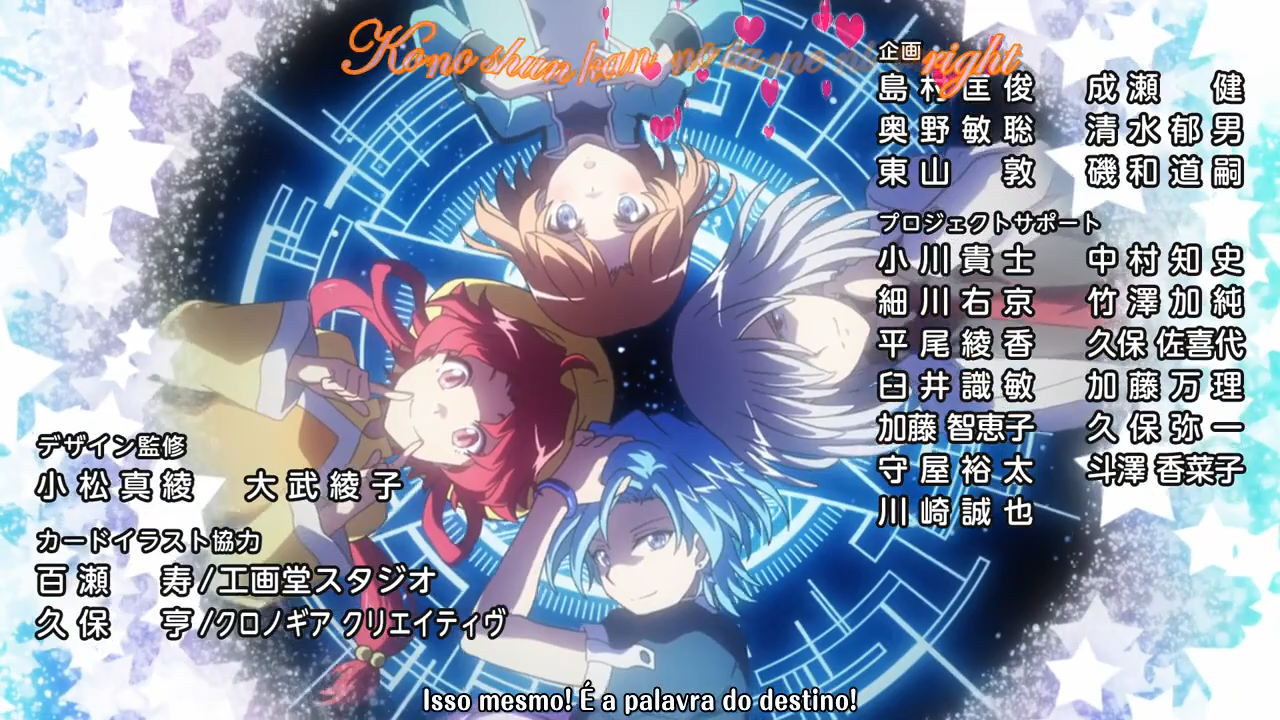 Kono shun kan no ta me right
企画
島村匡俊 成瀬 健
奥野敏聡 清水郁男
東山 敦 磯和道嗣
プロジェクトサポート
小川貴士 中村知史
細川右京 竹澤加純
平尾綾香 久保佐喜代
臼井識敏 加藤万理
加藤智恵子 久保弥一
守屋裕太 斗澤香菜子
川崎誠也
デザイン監修
小松真綾 大武綾子
カードイラスト協力
百瀬 寿/工画堂スタジオ
久保 亨/クロノギア クリエイティヴ
Isso mesmo! É a palavra do destino!